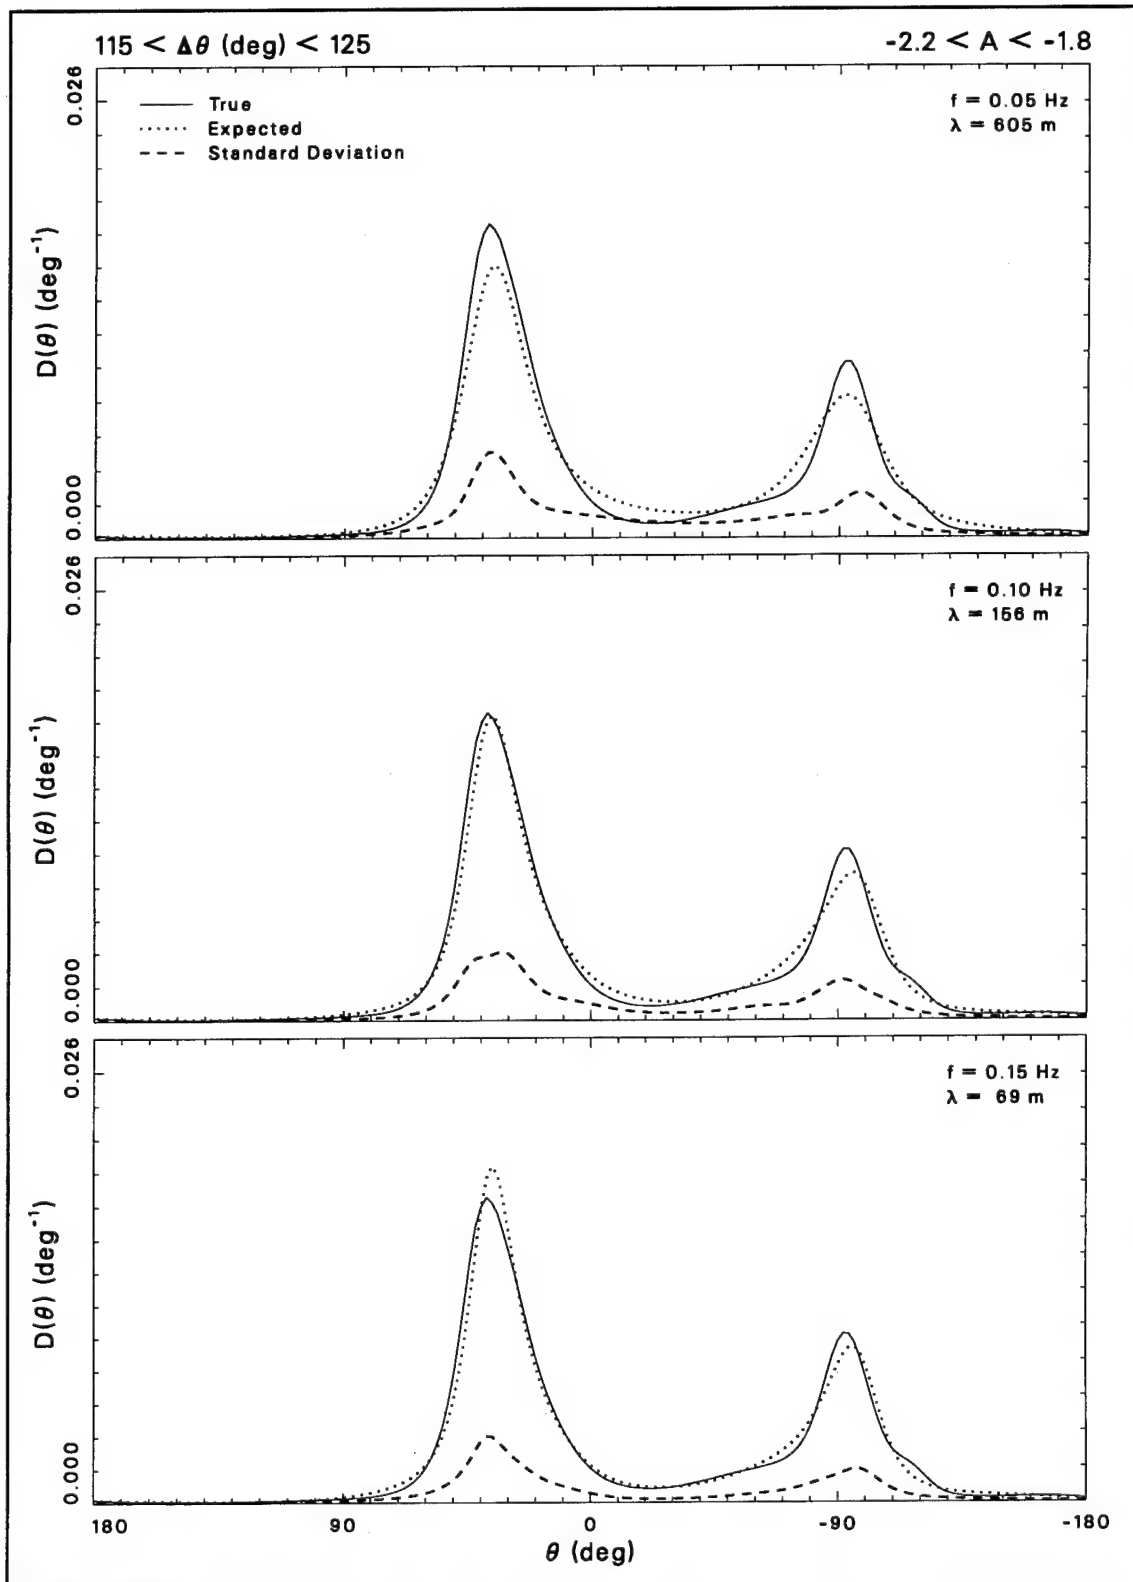 115 < Δθ (deg) < 125
-2.2 < A < -1.8
0.026
True
Expected
Standard Deviation
f = 0.05 Hz
λ = 605 m
D(θ) (deg⁻¹)
0.000
0.026
f = 0.10 Hz
λ = 156 m
D(θ) (deg⁻¹)
0.000
0.026
f = 0.15 Hz
λ = 69 m
D(θ) (deg⁻¹)
0.000
180 90 0 -90 -180
θ (deg)